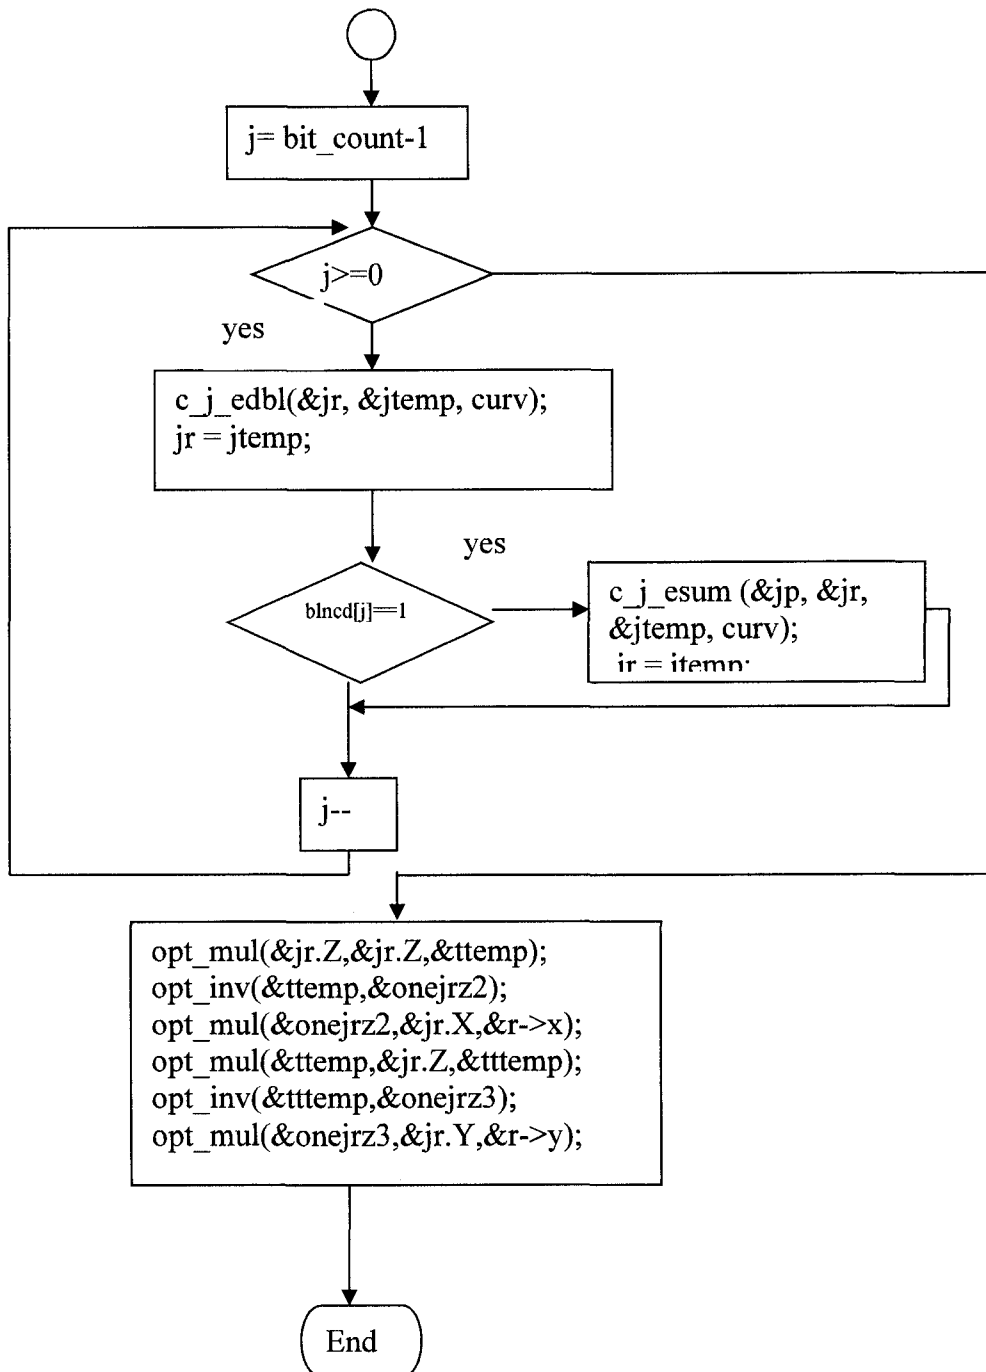 j= bit_count-1
j>=0
yes
c_j_edbl(&jr, &jtemp, curv);
jr = jtemp;
yes
blncd[j]==1
c_j_esum (&jp, &jr,
&jtemp, curv);
jr = jtemp;
j--
opt_mul(&jr.Z,&jr.Z,&ttemp);
opt_inv(&ttemp,&onejrz2);
opt_mul(&onejrz2,&jr.X,&r->x);
opt_mul(&ttemp,&jr.Z,&tttemp);
opt_inv(&tttemp,&onejrz3);
opt_mul(&onejrz3,&jr.Y,&r->y);
End